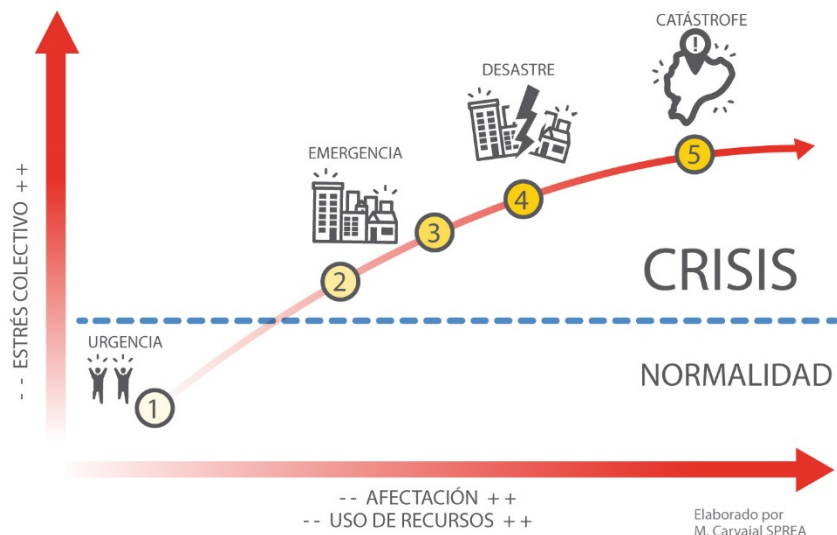 CATÁSTROFE
!
DESASTRE
EMERGENCIA
5
4
3
2
CRISIS
URGENCIA
NORMALIDAD
1
- - ESTRÉS COLECTIVO + +
- - AFECTACIÓN + +
- - USO DE RECURSOS + +
Elaborado por
M. Carvajal SPREA